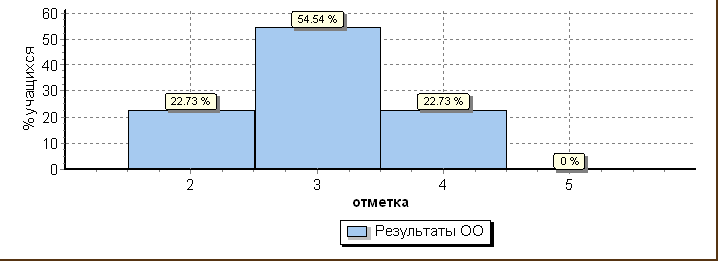 60
50
40
30
20
10
0
% учащихся
54.54 %
22.73 %
22.73 %
0 %
2 3 4 5
отметка
Результаты ОО